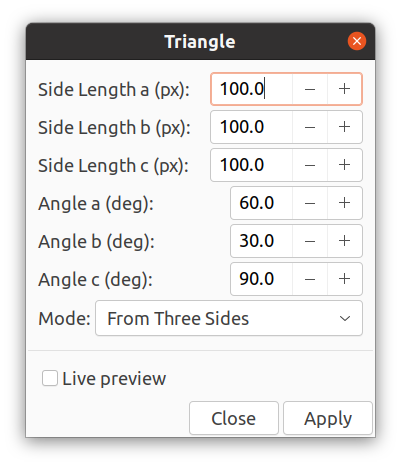 Triangle
Side Length a (px): 100.0
Side Length b (px): 100.0
Side Length c (px): 100.0
Angle a (deg): 60.0
Angle b (deg): 30.0
Angle c (deg): 90.0
Mode: From Three Sides
Live preview
Close Apply